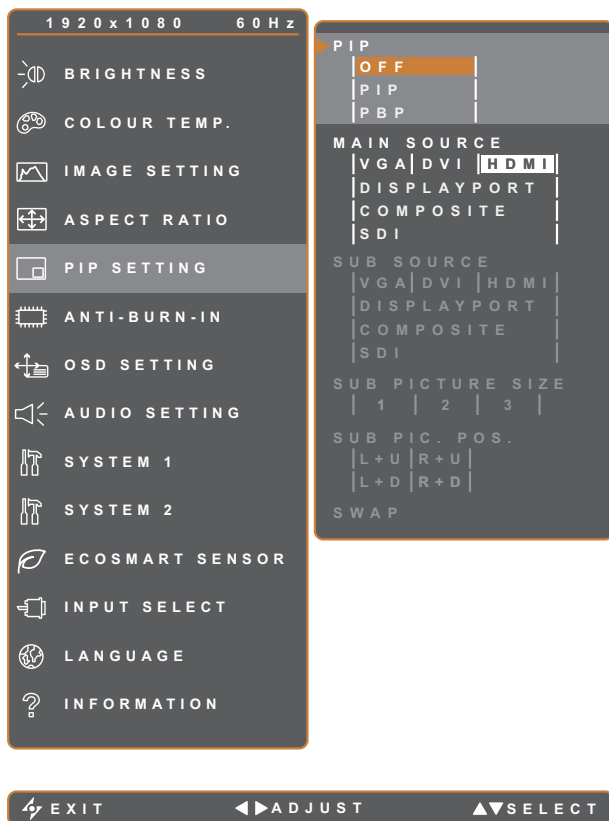 1920x1080 60Hz
BRIGHTNESS
COLOUR TEMP.
IMAGE SETTING
ASPECT RATIO
PIP SETTING
ANTI-BURN-IN
OSD SETTING
AUDIO SETTING
SYSTEM 1
SYSTEM 2
ECOSMART SENSOR
INPUT SELECT
LANGUAGE
INFORMATION
PIP
OFF
PIP
PBP
MAIN SOURCE
VGA DVI HDMI
DISPLAYPORT
COMPOSITE
SDI
SUB SOURCE
VGA DVI HDMI
DISPLAYPORT
COMPOSITE
SDI
SUB PICTURE SIZE
1 2 3
SUB PIC. POS.
L+U R+U
L+D R+D
SWAP
EXIT ADJUST SELECT